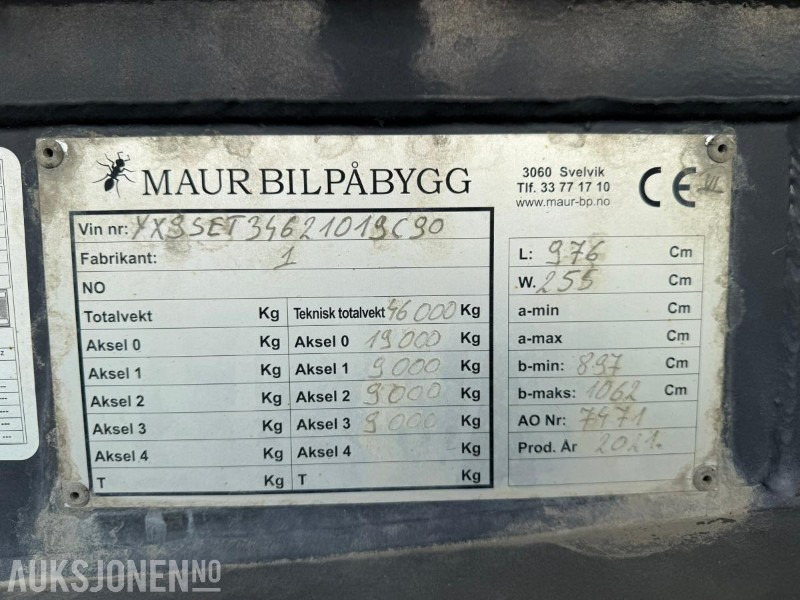 MAUR BILPÅBYGG
3060 Svelvik
Tlf. 33 77 17 10
www.maur-bp.no
CE
Vin nr: YX9SET34621019C90
Fabrikant: 1
NO
Totalvekt Kg
Aksel 0 Kg
Aksel 1 Kg
Aksel 2 Kg
Aksel 3 Kg
Aksel 4 Kg
T Kg
Teknisk totalvekt 46000 Kg
Aksel 0 19000 Kg
Aksel 1 9000 Kg
Aksel 2 9000 Kg
Aksel 3 9000 Kg
Aksel 4 Kg
T Kg
L: 976 Cm
W. 255 Cm
a-min Cm
a-max Cm
b-min: 897 Cm
b-maks: 1062 Cm
AO Nr: 7471
Prod. År 2021.
AUKSJONEN.NO